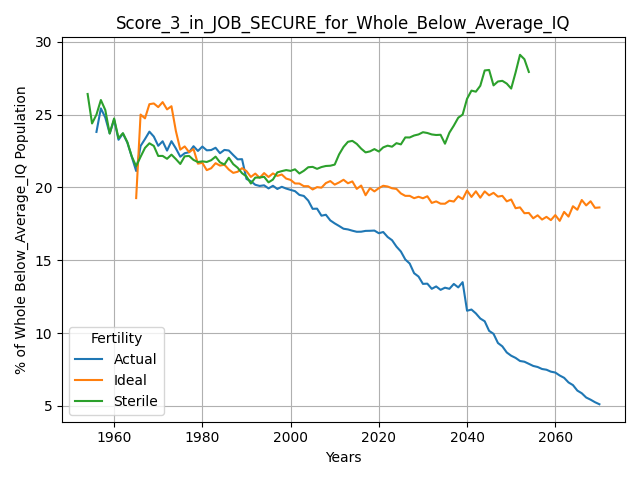 Score_3_in_JOB_SECURE_for_Whole_Below_Average_IQ
% of Whole Below_Average_IQ Population
30
25
20
15
10
5
Fertility
Actual
Ideal
Sterile
1960 1980 2000 2020 2040 2060
Years